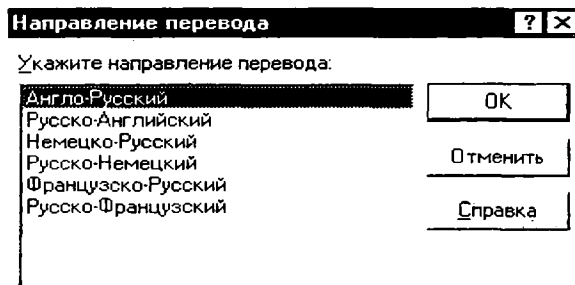 Направление перевода
Укажите направление перевода:
Англо-Русский
Русско-Английский
Немецко-Русский
Русско-Немецкий
Французско-Русский
Русско-Французский
OK
Отменить
Справка